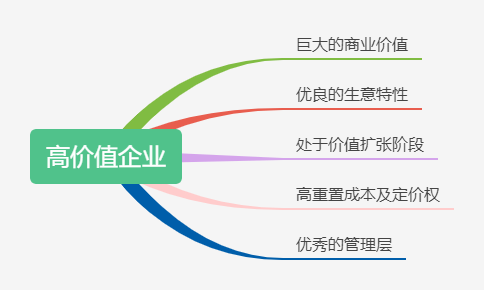 巨大的商业价值
优良的生意特性
高价值企业
处于价值扩张阶段
高重置成本及定价权
优秀的管理层